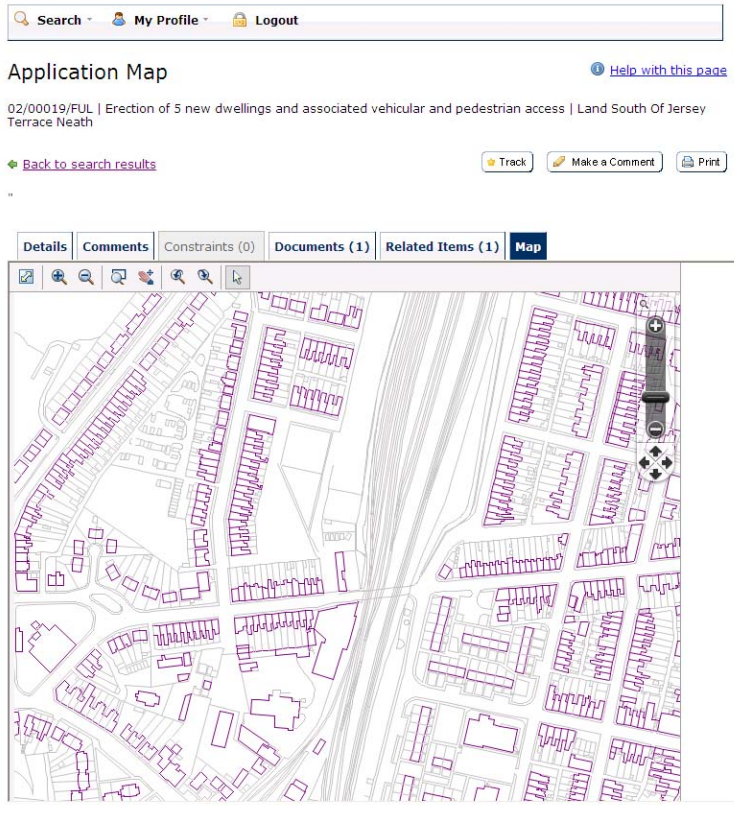 Search My Profile Logout
Application Map Help with this page
02/00019/FUL | Erection of 5 new dwellings and associated vehicular and pedestrian access | Land South Of Jersey
Terrace Neath
Back to search results Track Make a Comment Print
"
Details Comments Constraints (0) Documents (1) Related Items (1) Map